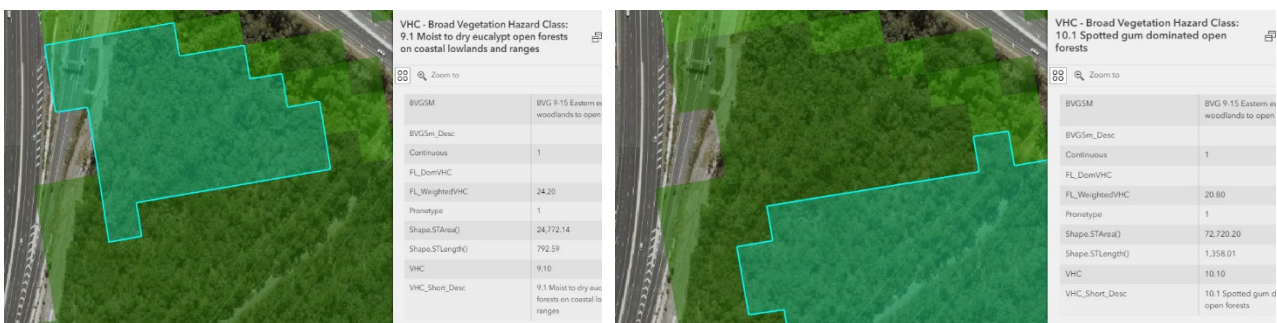 VHC - Broad Vegetation Hazard Class:
9.1 Moist to dry eucalypt open forests
on coastal lowlands and ranges
Zoom to
BVG5M BVG 9-15 Eastern eu
woodlands to open
BVG5m_Desc
Continuous 1
FL_DomVHC
FL_WeightedVHC 24.20
Pronetype 1
Shape.STArea() 24,772.14
Shape.STLength() 792.59
VHC 9.10
VHC_Short_Desc 9.1 Moist to dry euc
forests on coastal lo
ranges
VHC - Broad Vegetation Hazard Class:
10.1 Spotted gum dominated open
forests
Zoom to
BVG5M BVG 9-15 Eastern eu
woodlands to open
BVG5m_Desc
Continuous 1
FL_DomVHC
FL_WeightedVHC 20.80
Pronetype 1
Shape.STArea() 72,720.20
Shape.STLength() 1,358.01
VHC 10.10
VHC_Short_Desc 10.1 Spotted gum d
open forests